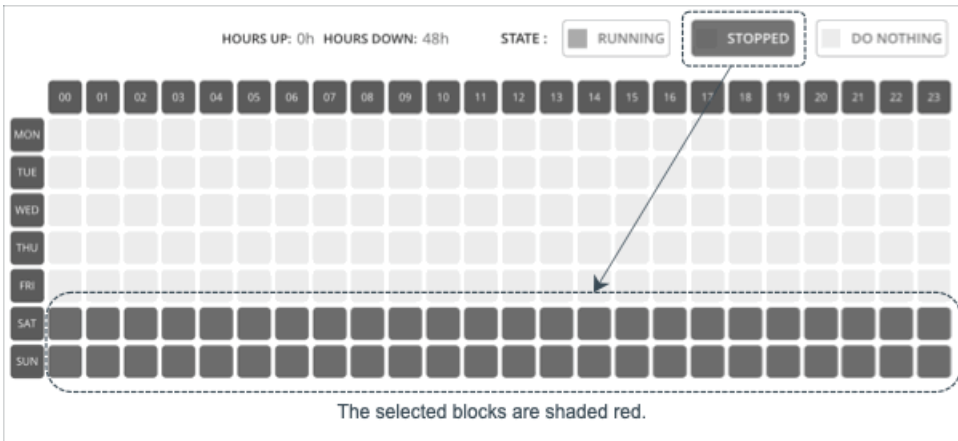 HOURS UP: 0h HOURS DOWN: 48h STATE : RUNNING STOPPED DO NOTHING
00 01 02 03 04 05 06 07 08 09 10 11 12 13 14 15 16 17 18 19 20 21 22 23
MON
TUE
WED
THU
FRI
SAT
SUN
The selected blocks are shaded red.